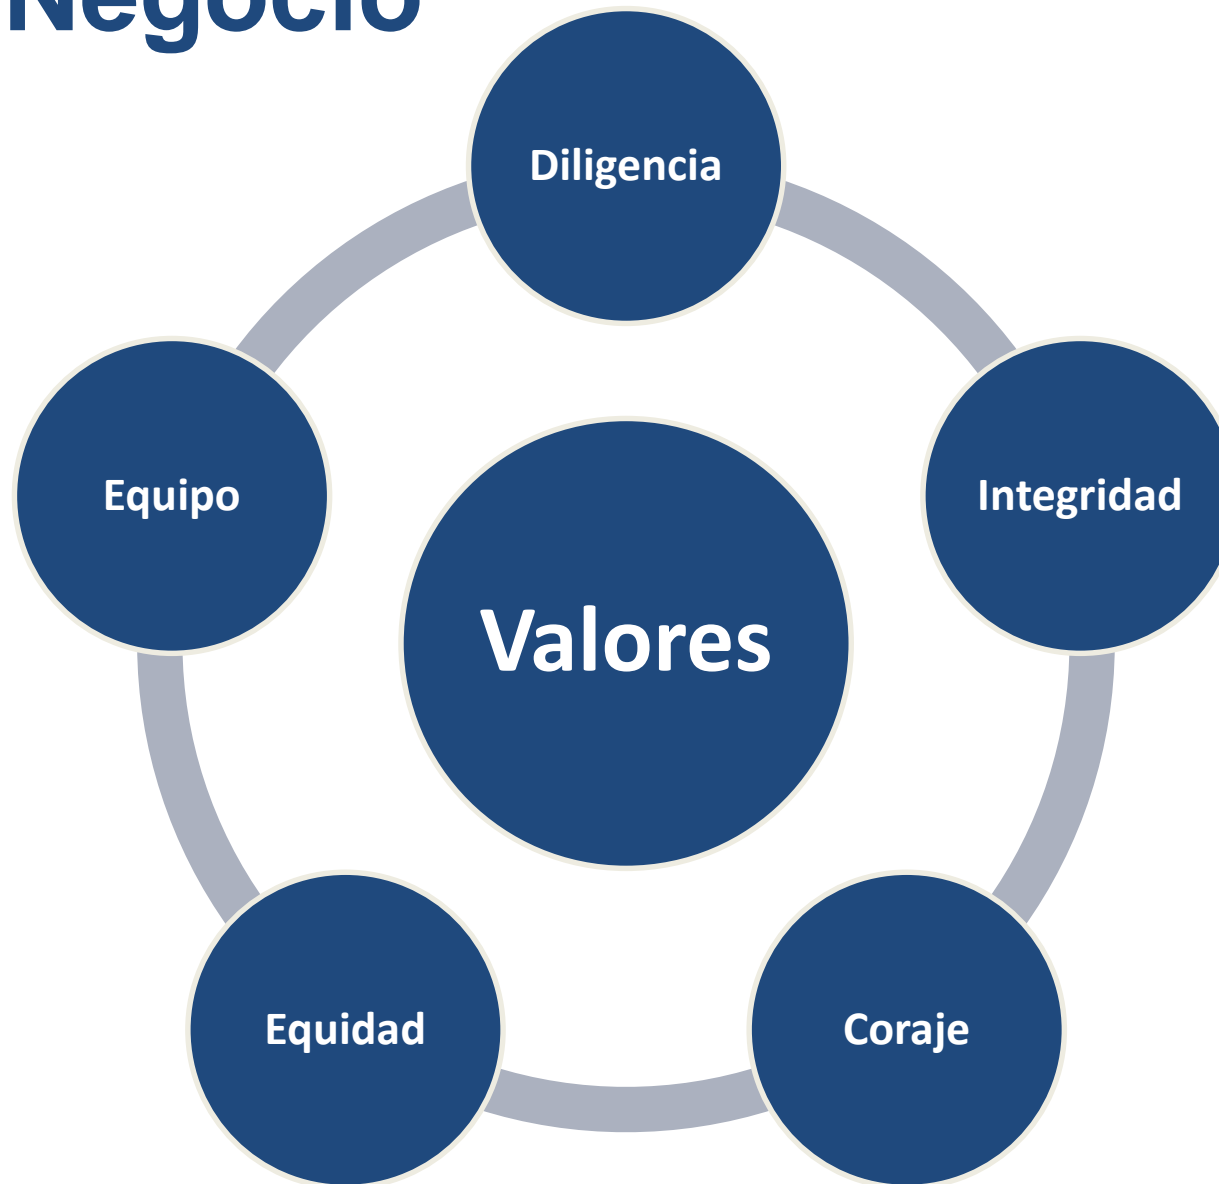 Negocio
Diligencia
Integridad
Coraje
Equidad
Equipo
Valores